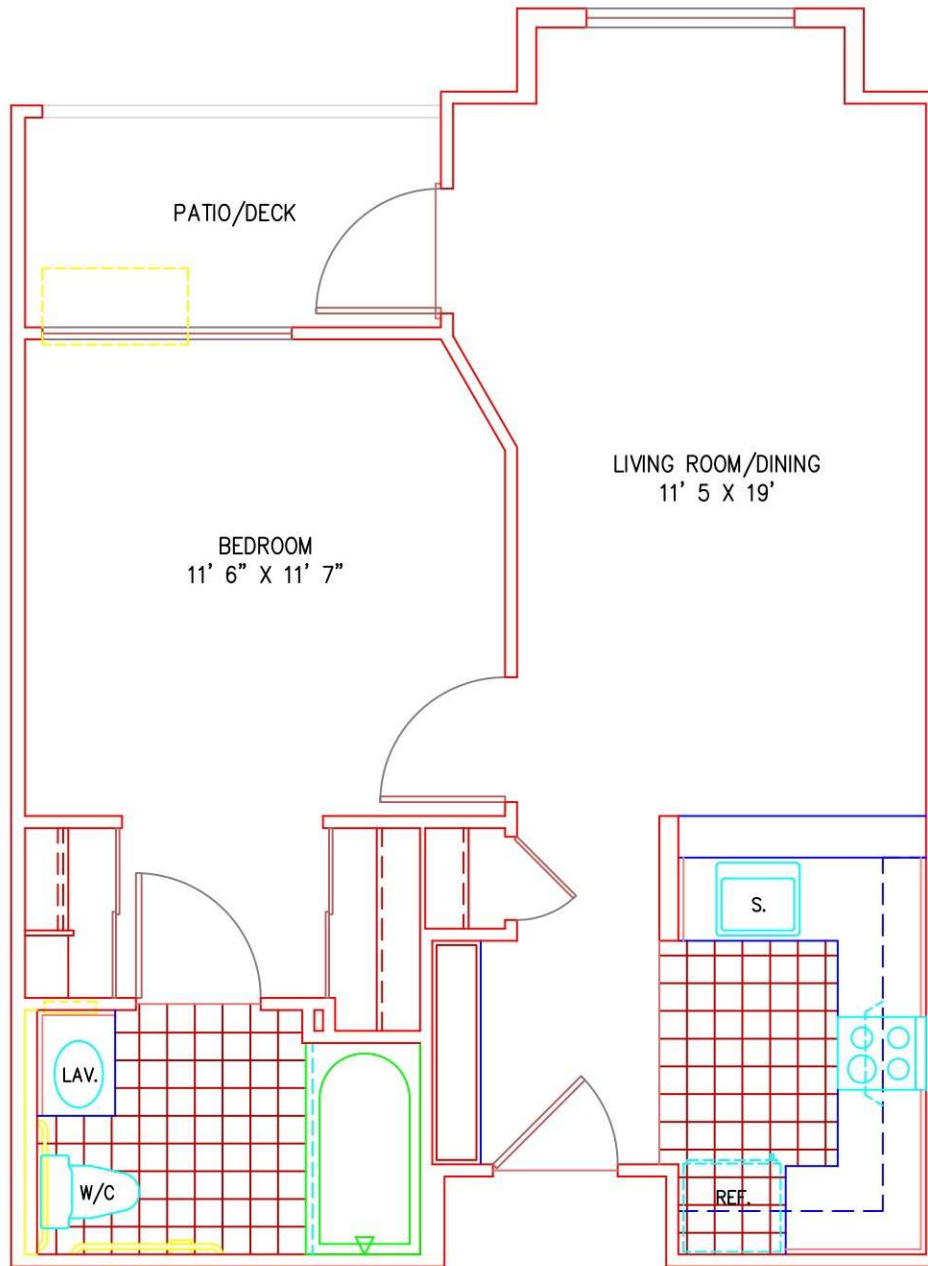 PATIO/DECK
LIVING ROOM/DINING
11' 5 X 19'
BEDROOM
11' 6" X 11' 7"
S.
LAV.
W/C
REF.